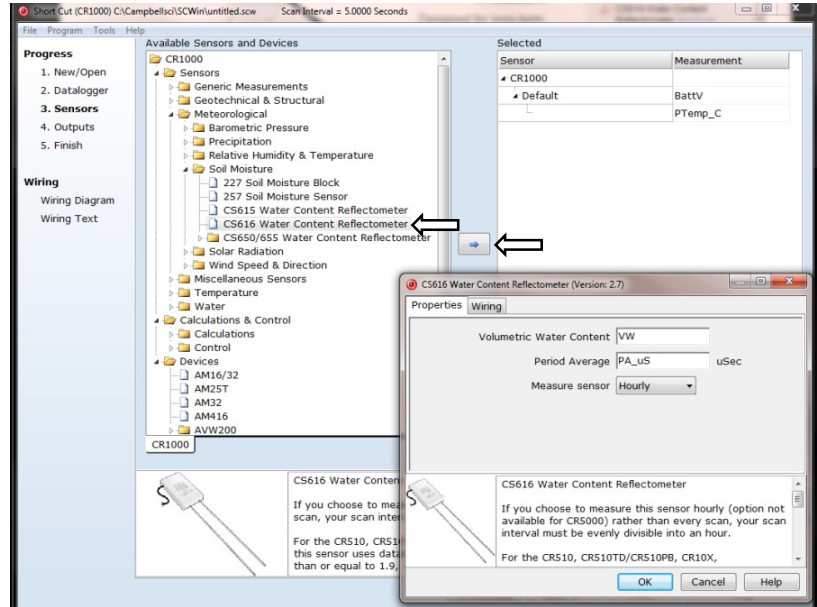 Short Cut (CR1000) C:\Campbellsci\SCWin\untitled.scw Scan Interval = 5.0000 Seconds
File Program Tools Help
Progress
1. New/Open
2. Datalogger
3. Sensors
4. Outputs
5. Finish
Wiring
Wiring Diagram
Wiring Text
Available Sensors and Devices
CR1000
Sensors
Generic Measurements
Geotechnical & Structural
Meteorological
Barometric Pressure
Precipitation
Relative Humidity & Temperature
Soil Moisture
227 Soil Moisture Block
257 Soil Moisture Sensor
CS615 Water Content Reflectometer
CS616 Water Content Reflectometer
CS650/655 Water Content Reflectometer
Solar Radiation
Wind Speed & Direction
Miscellaneous Sensors
Temperature
Water
Calculations & Control
Calculations
Control
Devices
AM16/32
AM25T
AM32
AM416
AVW200
CR1000
Selected
Sensor Measurement
CR1000
Default BattV
PTemp_C
CS616 Water Conten
If you choose to mea
scan, your scan inte
For the CR510, CR51
this sensor uses data
than or equal to 1.9,
CS616 Water Content Reflectometer (Version: 2.7)
Properties Wiring
Volumetric Water Content VW
Period Average PA_uS uSec
Measure sensor Hourly
CS616 Water Content Reflectometer
If you choose to measure this sensor hourly (option not
available for CR5000) rather than every scan, your scan
interval must be evenly divisible into an hour.
For the CR510, CR510TD/CR510PB, CR10X,
OK Cancel Help